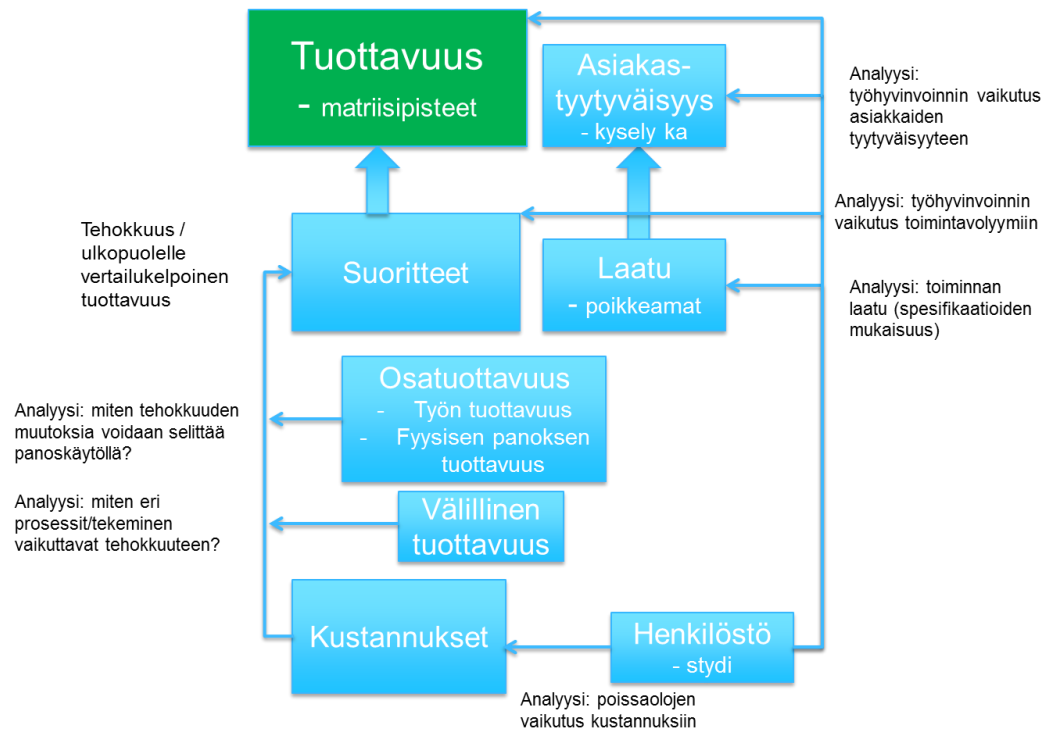 Tuottavuus
- matriisipisteet
Asiakas-
tyytyväisyys
- kysely ka
Analyysi:
työhyvinvoinnin vaikutus
asiakkaiden
tyytyväisyyteen
Tehokkuus /
ulkopuolelle
vertailukelpoinen
tuottavuus
Suoritteet
Laatu
- poikkeamat
Analyysi: työhyvinvoinnin
vaikutus toimintavolyymiin
Analyysi: toiminnan
laatu (spesifikaatioiden
mukaisuus)
Osatuottavuus
- Työn tuottavuus
- Fyysisen panoksen
tuottavuus
Analyysi: miten tehokkuuden
muutoksia voidaan selittää
panoskäytöllä?
Analyysi: miten eri
prosessit/tekeminen
vaikuttavat tehokkuuteen?
Välillinen
tuottavuus
Kustannukset
Henkilöstö
- stydi
Analyysi: poissaolojen
vaikutus kustannuksiin